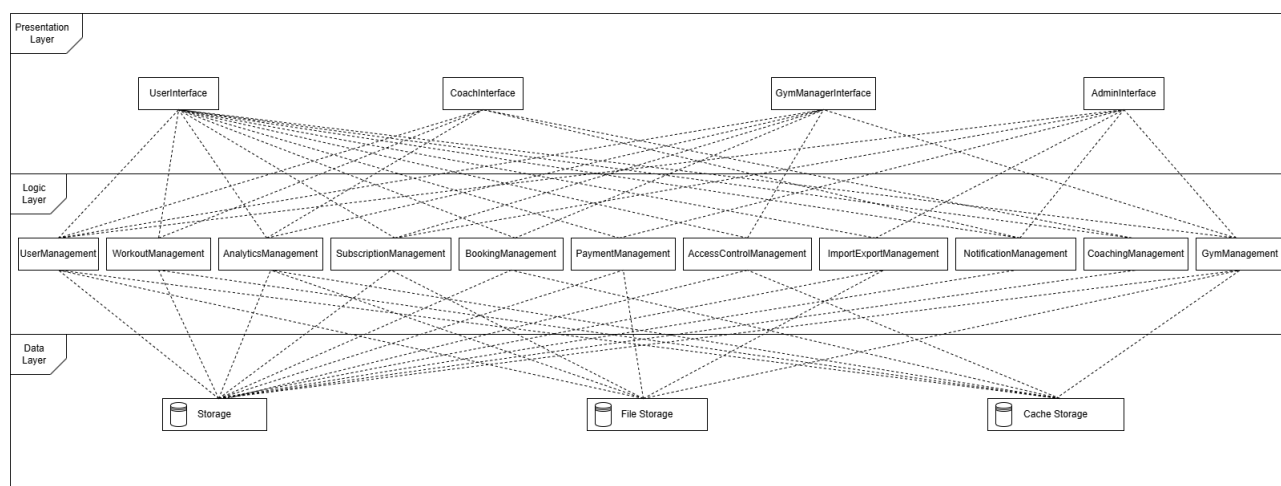 Presentation
Layer
UserInterface
CoachInterface
GymManagerInterface
AdminInterface
Logic
Layer
UserManagement
WorkoutManagement
AnalyticsManagement
SubscriptionManagement
BookingManagement
PaymentManagement
AccessControlManagement
ImportExportManagement
NotificationManagement
CoachingManagement
GymManagement
Data
Layer
Storage
File Storage
Cache Storage